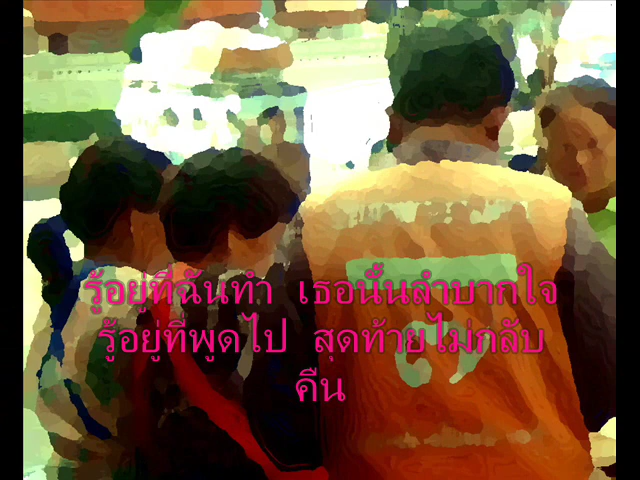 รู้อยู่ที่ฉันทำ เธอนั้นลำบากใจ
รู้อยู่ที่พูดไป สุดท้ายไม่กลับ
คืน